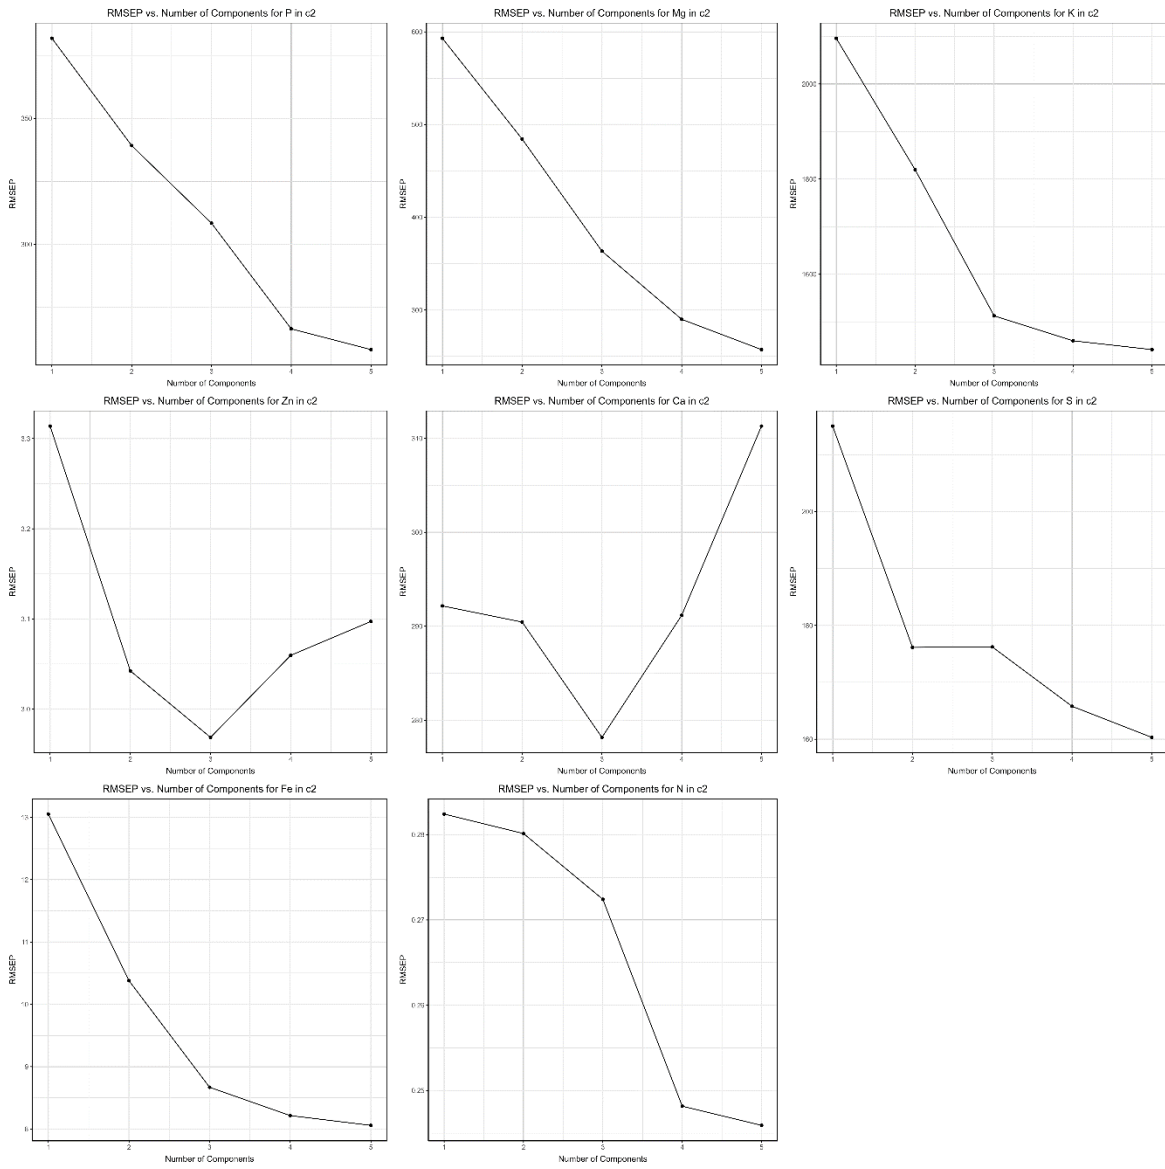 RMSEP vs. Number of Components for P in c2
RMSEP
350
300
1 2 3 4 5
Number of Components
RMSEP vs. Number of Components for Mg in c2
RMSEP
600
500
400
300
1 2 3 4 5
Number of Components
RMSEP vs. Number of Components for K in c2
RMSEP
2000
1800
1600
1 2 3 4 5
Number of Components
RMSEP vs. Number of Components for Zn in c2
RMSEP
3.3
3.2
3.1
3.0
1 2 3 4 5
Number of Components
RMSEP vs. Number of Components for Ca in c2
RMSEP
310
300
290
280
1 2 3 4 5
Number of Components
RMSEP vs. Number of Components for S in c2
RMSEP
200
180
160
1 2 3 4 5
Number of Components
RMSEP vs. Number of Components for Fe in c2
RMSEP
13
12
11
10
9
8
1 2 3 4 5
Number of Components
RMSEP vs. Number of Components for N in c2
RMSEP
0.28
0.27
0.26
0.25
1 2 3 4 5
Number of Components